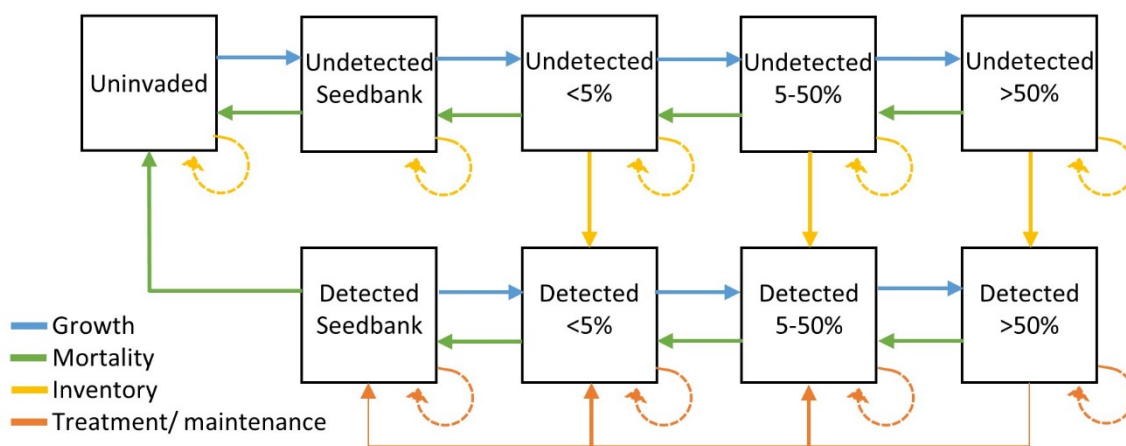 Uninvaded
Undetected
Seedbank
Undetected
<5%
Undetected
5-50%
Undetected
>50%
Detected
Seedbank
Detected
<5%
Detected
5-50%
Detected
>50%
Growth
Mortality
Inventory
Treatment/ maintenance